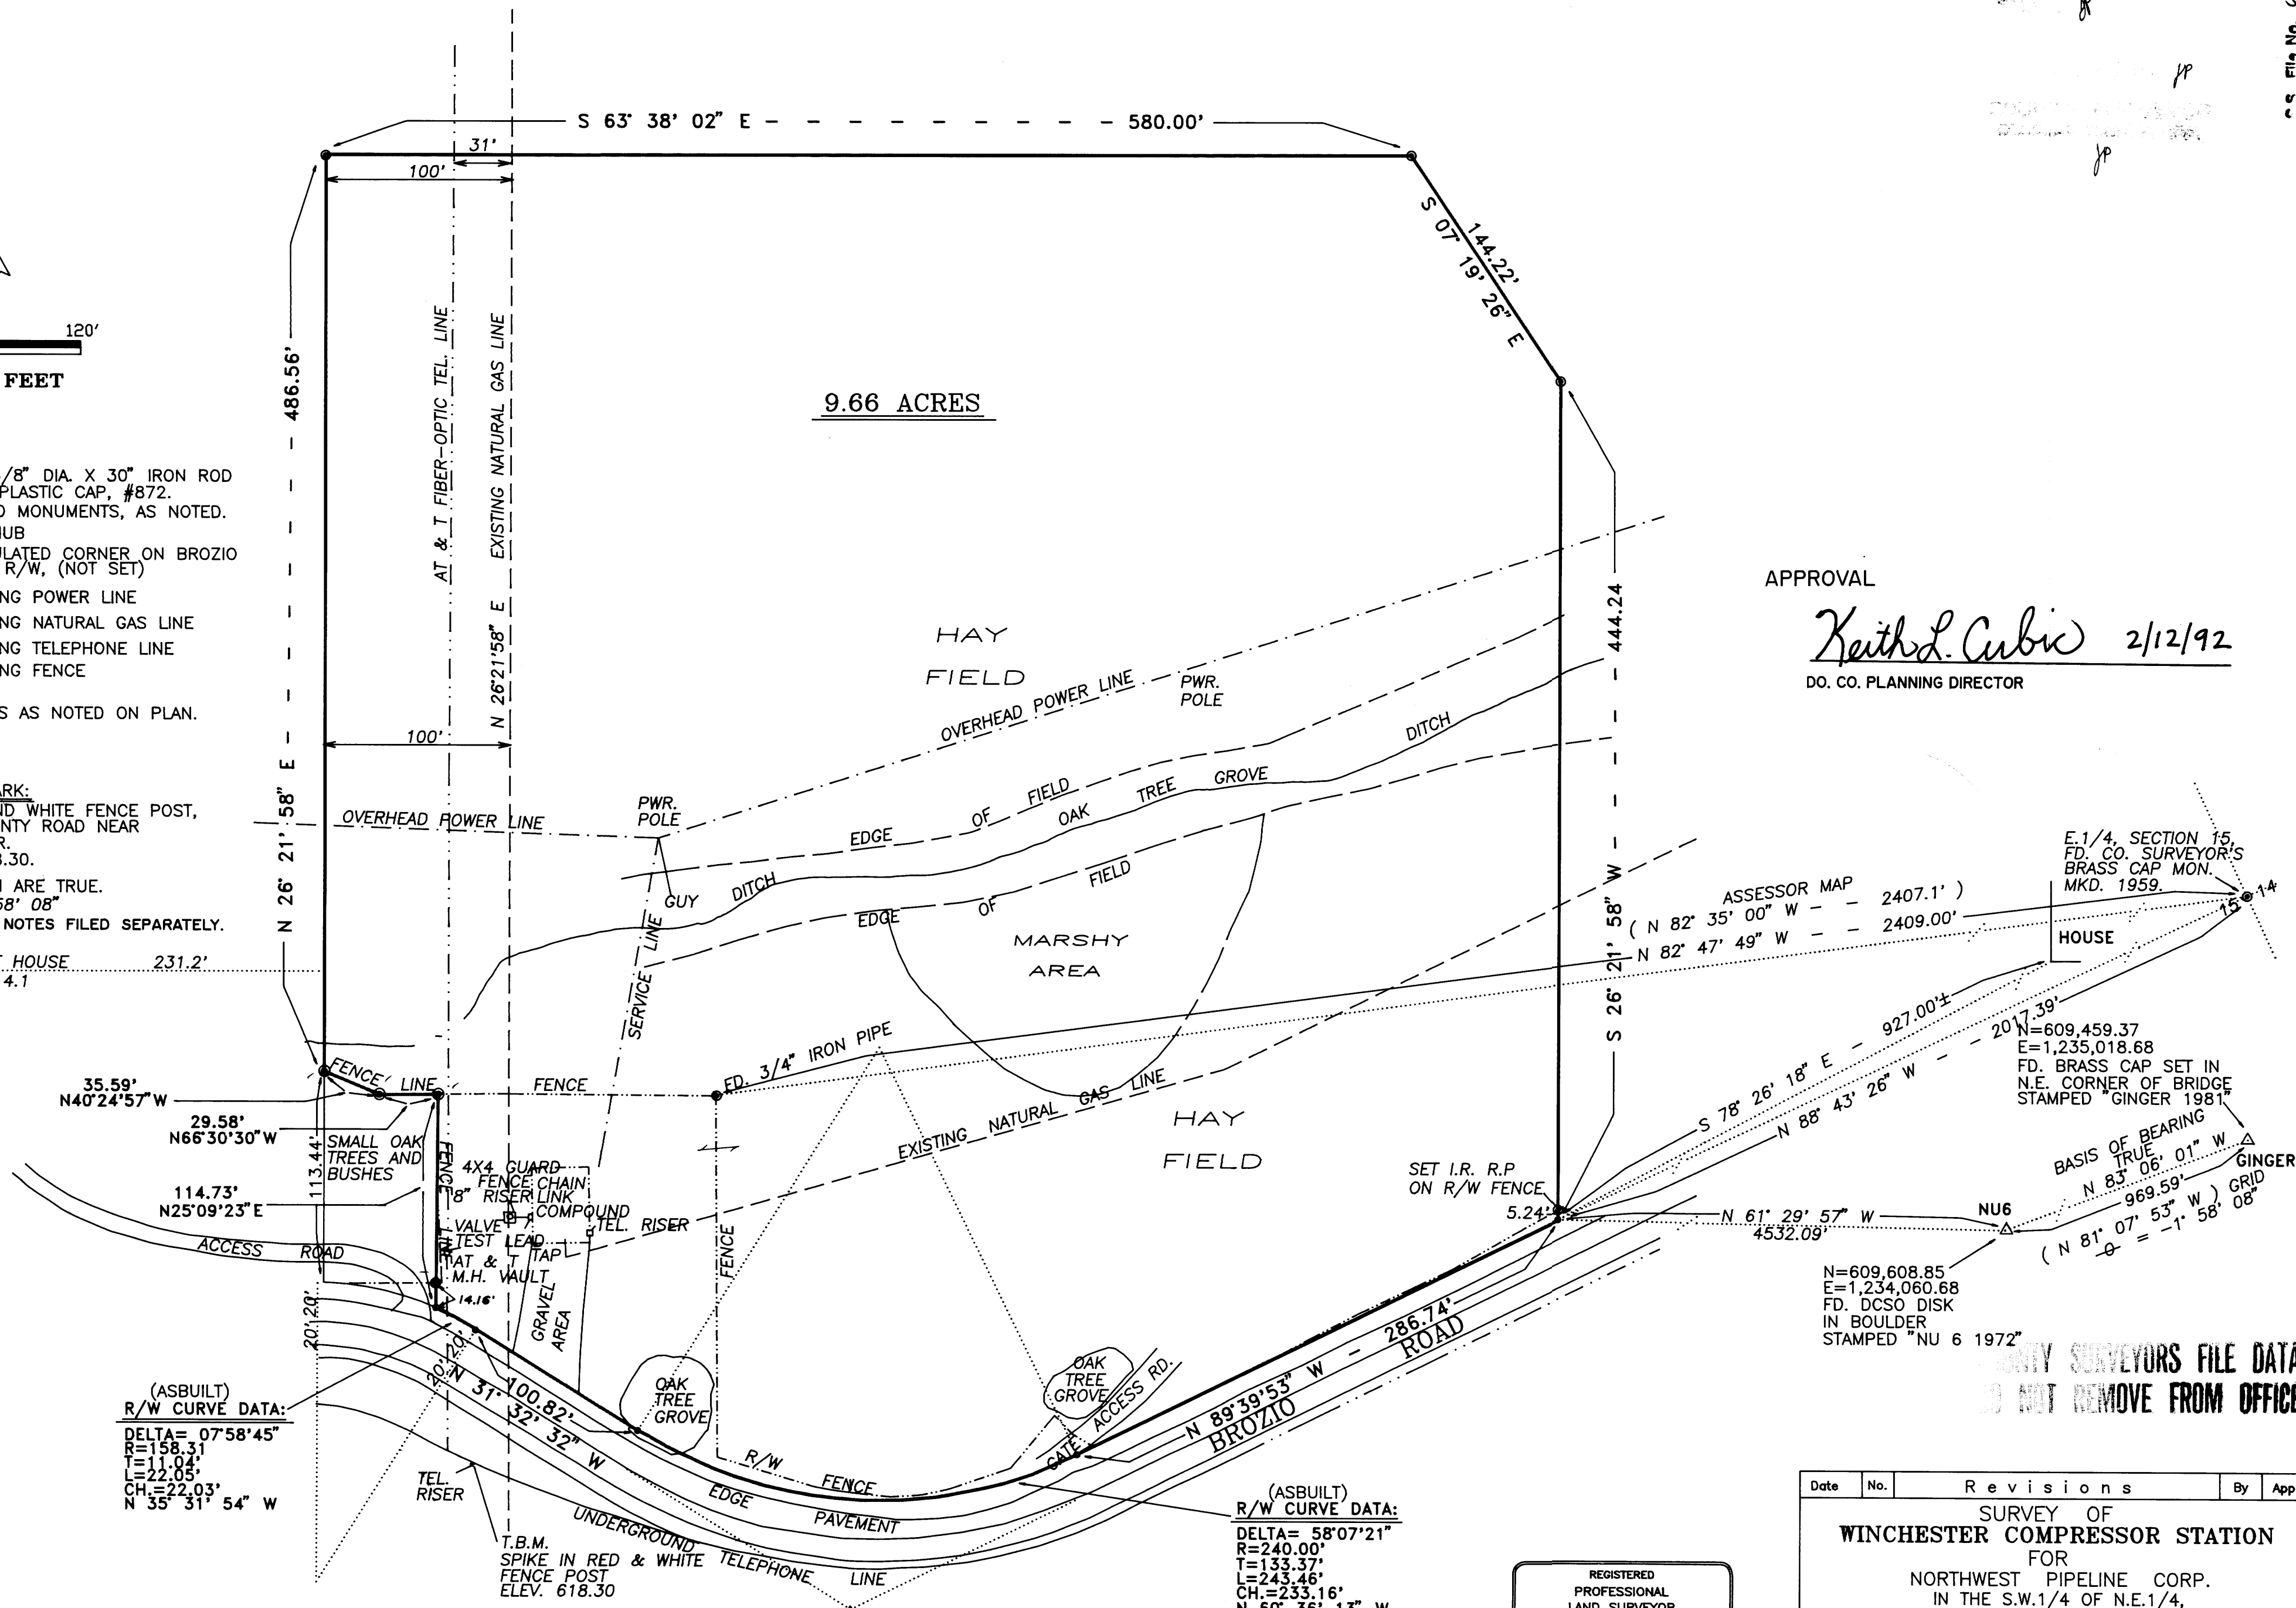 S 63° 38' 02" E - - - - - - - - - 580.00'
31'
100'
S 07° 19' 26" E
144.22'
120'
FEET
486.56'
N 26° 21' 58" E
AT & T FIBER-OPTIC TEL. LINE
N 26°21'58" E EXISTING NATURAL GAS LINE
9.66 ACRES
/8" DIA. X 30" IRON ROD
PLASTIC CAP, #872.
MONUMENTS, AS NOTED.
CORNER ON BROZIO
R/W, (NOT SET)
POWER LINE
NATURAL GAS LINE
TELEPHONE LINE
FENCE
AS NOTED ON PLAN.
WHITE FENCE POST,
ROAD NEAR
ARE TRUE.
58' 08"
NOTES FILED SEPARATELY.
HOUSE 231.2'
4.1
HAY
FIELD
100'
OVERHEAD POWER LINE
PWR.
POLE
OVERHEAD POWER LINE
PWR.
POLE
GUY
DITCH
EDGE OF FIELD
OAK TREE GROVE
DITCH
EDGE OF FIELD
SERVICE LINE
MARSHY
AREA
S 26° 21' 58" W - - - 444.24
APPROVAL
Keith L. Cubic 2/12/92
DO. CO. PLANNING DIRECTOR
E.1/4, SECTION 15,
FD. CO. SURVEYOR'S
BRASS CAP MON.
MKD. 1959.
15 14
ASSESSOR MAP
( N 82° 35' 00" W - - 2407.1' )
N 82° 47' 49" W - - 2409.00'
HOUSE
S 78° 26' 18" E - 927.00'±
N 88° 43' 26" W - - 2017.39'
N=609,459.37
E=1,235,018.68
FD. BRASS CAP SET IN
N.E. CORNER OF BRIDGE
STAMPED "GINGER 1981"
BASIS OF BEARING
TRUE
N 83° 06' 01" W
969.59'
( N 81° 07' 53" W ) GRID
-0- = -1° 58' 08"
GINGER
NU6
N 61° 29' 57" W
4532.09'
N=609,608.85
E=1,234,060.68
FD. DCSO DISK
IN BOULDER
STAMPED "NU 6 1972"
FENCE LINE
FENCE
FD. 3/4" IRON PIPE
35.59'
N40°24'57"W
29.58'
N66°30'30"W
113.44'
SMALL OAK
TREES AND
BUSHES
114.73'
N25°09'23"E
FENCE LINE
4X4 GUARD
FENCE CHAIN
8" RISER LINK
COMPOUND
VALVE
TEL. RISER
TEST LEAD
AT & T TAP
M.H. VAULT
14.16'
FENCE
EXISTING NATURAL GAS LINE
HAY
FIELD
SET I.R. R.P
ON R/W FENCE
5.24'
ACCESS ROAD
20' 20'
20' 20'
GRAVEL
AREA
N 31° 32' 32" W
100.82'
OAK
TREE
GROVE
OAK
TREE
GROVE
GATE ACCESS RD.
N 89°39'53" W - 286.74'
BROZIO ROAD
R/W FENCE
EDGE PAVEMENT
UNDERGROUND TELEPHONE LINE
TEL.
RISER
T.B.M.
SPIKE IN RED & WHITE
FENCE POST
ELEV. 618.30
(ASBUILT)
R/W CURVE DATA:
DELTA= 07°58'45"
R=158.31
T=11.04'
L=22.05'
CH.=22.03'
N 35° 31' 54" W
(ASBUILT)
R/W CURVE DATA:
DELTA= 58°07'21"
R=240.00'
T=133.37'
L=243.46'
CH.=233.16'
REGISTERED
PROFESSIONAL
LAND SURVEYOR
SURVEYORS FILE DATA
NOT REMOVE FROM OFFICE
Date No. Revisions By App
SURVEY OF
WINCHESTER COMPRESSOR STATION
FOR
NORTHWEST PIPELINE CORP.
IN THE S.W.1/4 OF N.E.1/4,
File No.